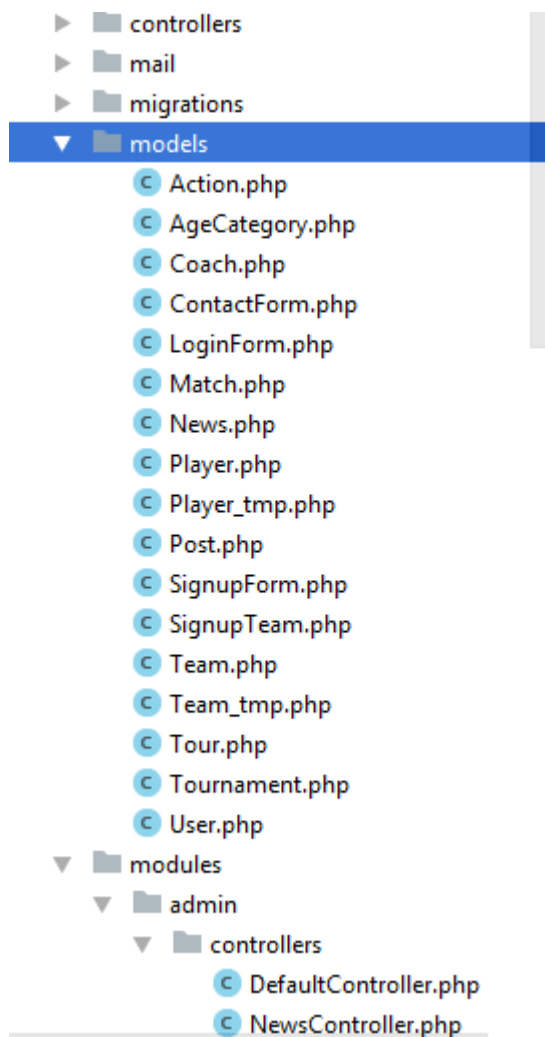 controllers
mail
migrations
models
C Action.php
C AgeCategory.php
C Coach.php
C ContactForm.php
C LoginForm.php
C Match.php
C News.php
C Player.php
C Player_tmp.php
C Post.php
C SignupForm.php
C SignupTeam.php
C Team.php
C Team_tmp.php
C Tour.php
C Tournament.php
C User.php
modules
admin
controllers
C DefaultController.php
C NewsController.php